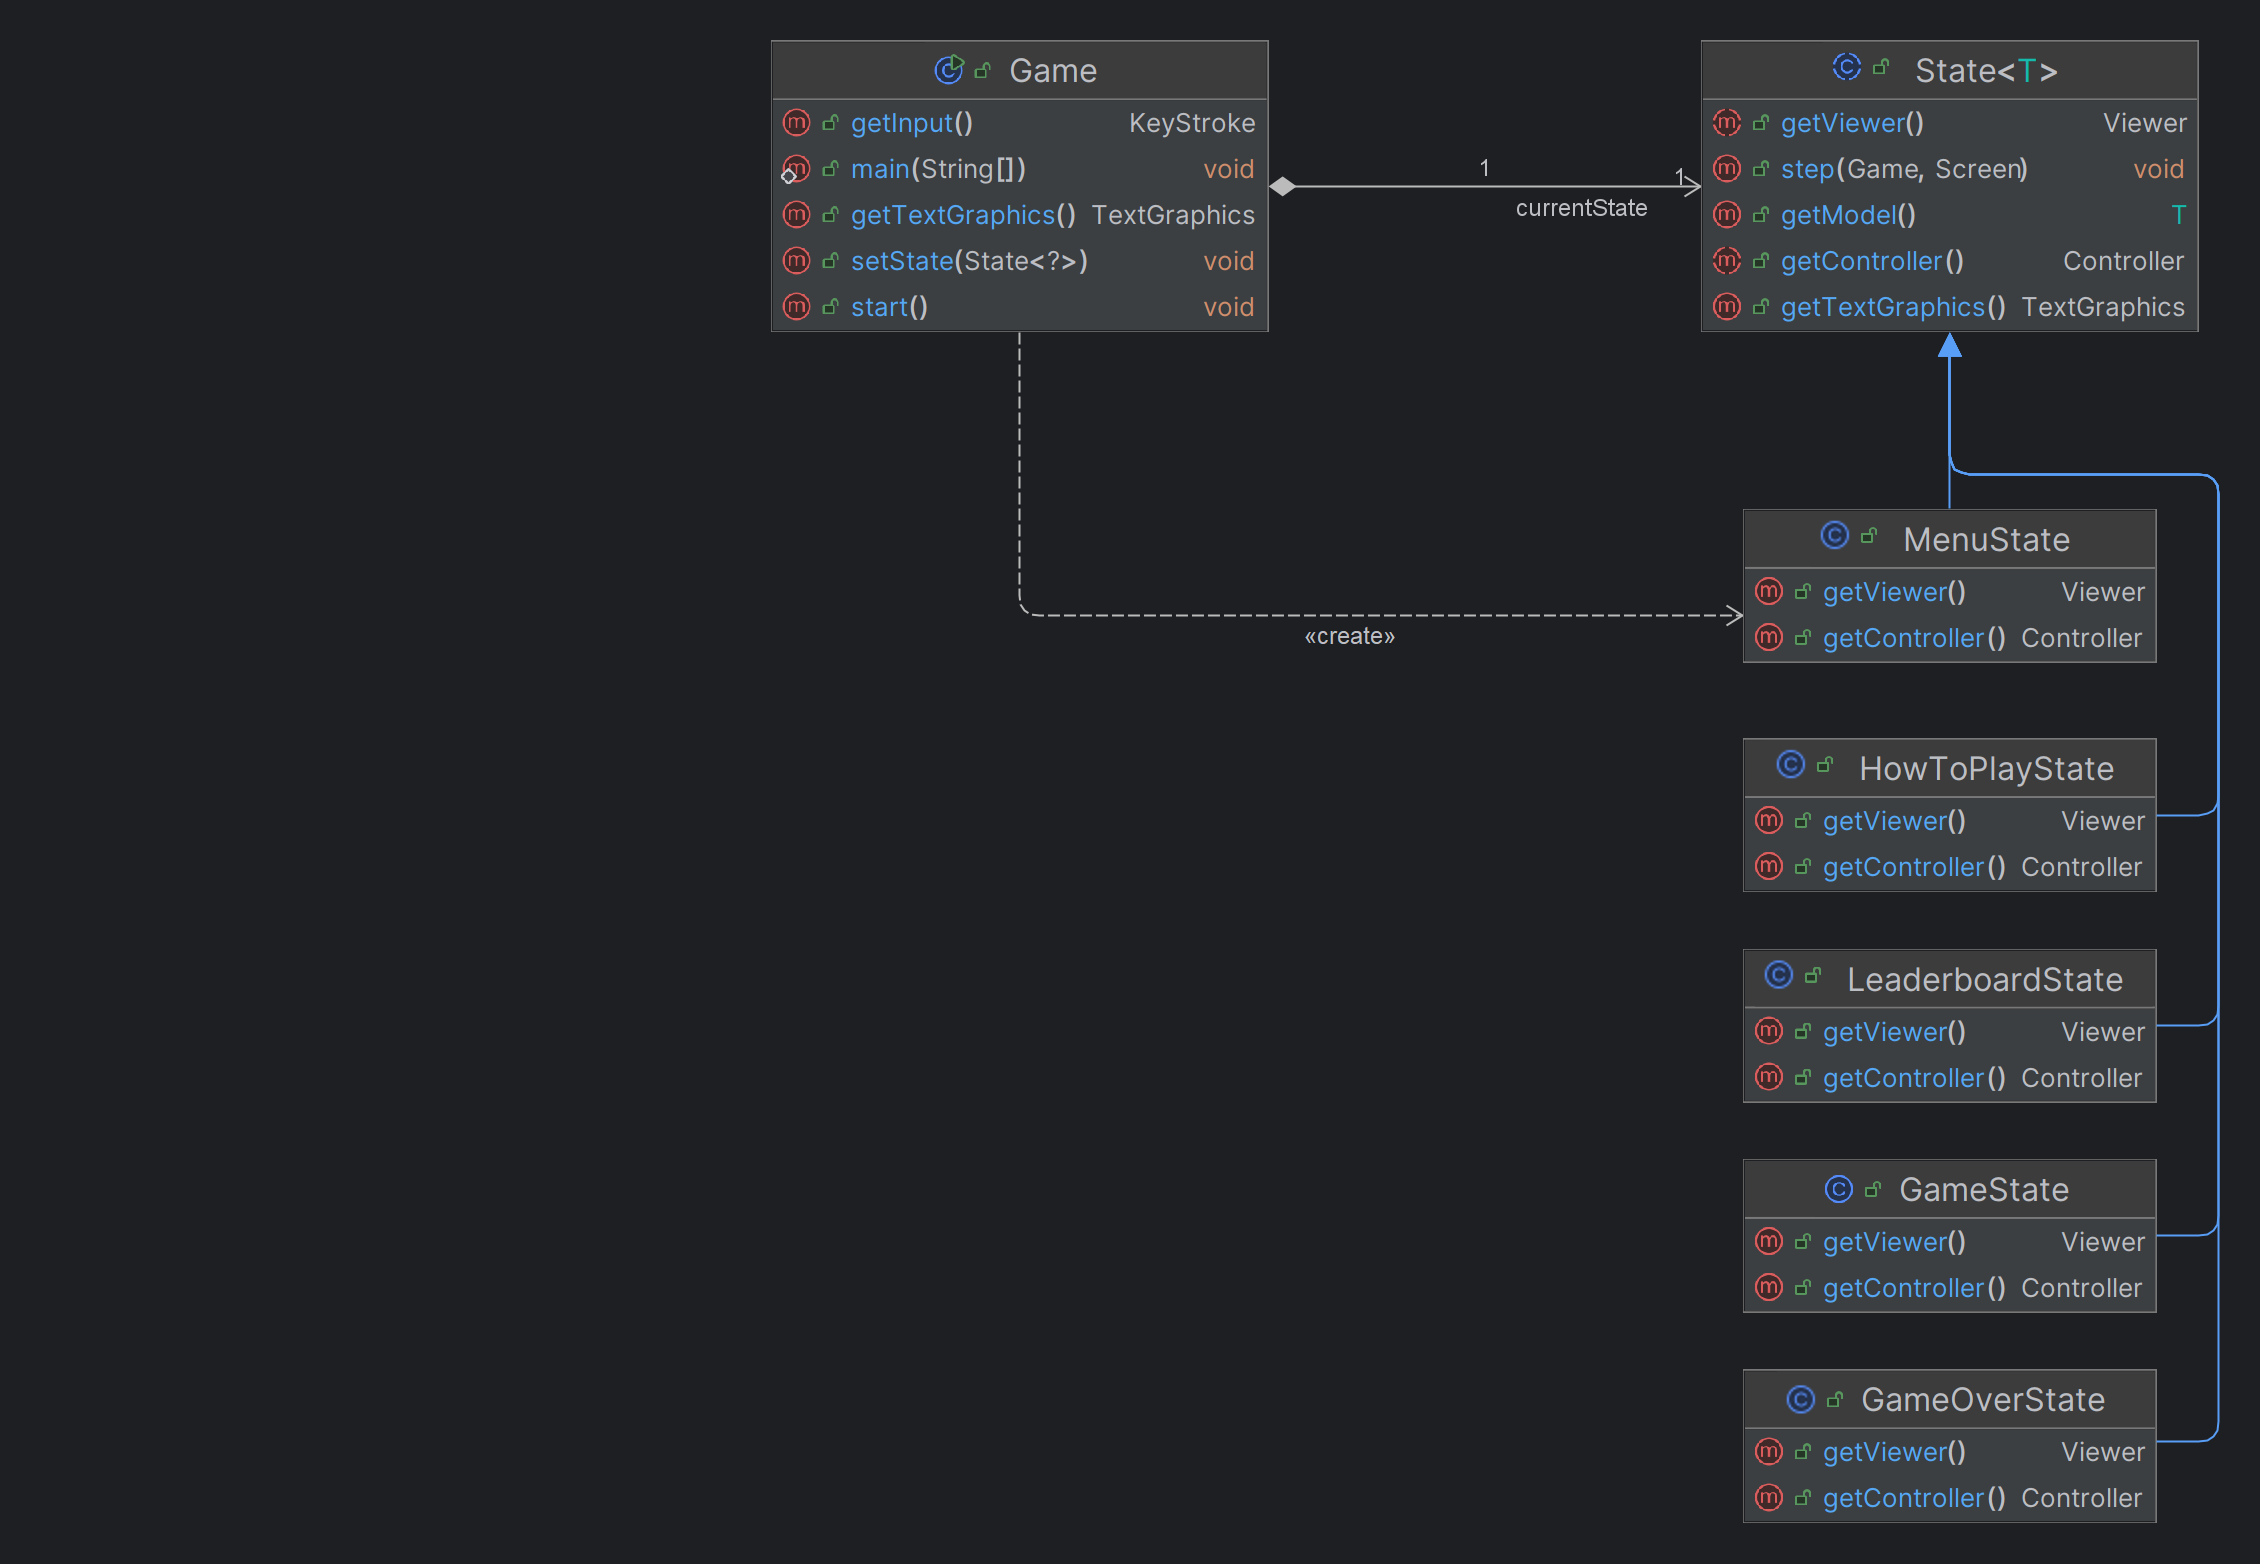 Game
getInput() KeyStroke
main(String[]) void
getTextGraphics() TextGraphics
setState(State<?>) void
start() void
1
1
currentState
State<T>
getViewer() Viewer
step(Game, Screen) void
getModel() T
getController() Controller
getTextGraphics() TextGraphics
«create»
MenuState
getViewer() Viewer
getController() Controller
HowToPlayState
getViewer() Viewer
getController() Controller
LeaderboardState
getViewer() Viewer
getController() Controller
GameState
getViewer() Viewer
getController() Controller
GameOverState
getViewer() Viewer
getController() Controller